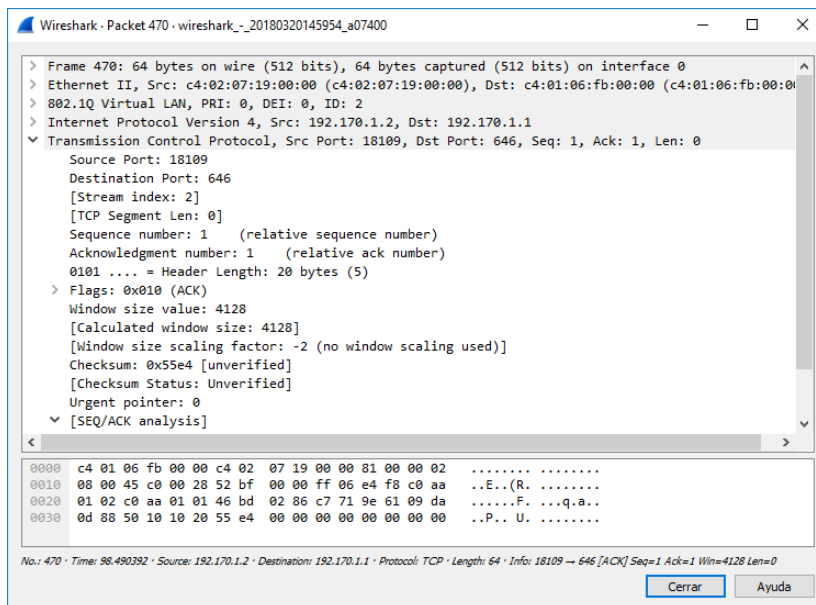 Wireshark · Packet 470 · wireshark_-_20180320145954_a07400
> Frame 470: 64 bytes on wire (512 bits), 64 bytes captured (512 bits) on interface 0
> Ethernet II, Src: c4:02:07:19:00:00 (c4:02:07:19:00:00), Dst: c4:01:06:fb:00:00 (c4:01:06:fb:00:0
> 802.1Q Virtual LAN, PRI: 0, DEI: 0, ID: 2
> Internet Protocol Version 4, Src: 192.170.1.2, Dst: 192.170.1.1
Transmission Control Protocol, Src Port: 18109, Dst Port: 646, Seq: 1, Ack: 1, Len: 0
Source Port: 18109
Destination Port: 646
[Stream index: 2]
[TCP Segment Len: 0]
Sequence number: 1    (relative sequence number)
Acknowledgment number: 1    (relative ack number)
0101 .... = Header Length: 20 bytes (5)
> Flags: 0x010 (ACK)
Window size value: 4128
[Calculated window size: 4128]
[Window size scaling factor: -2 (no window scaling used)]
Checksum: 0x55e4 [unverified]
[Checksum Status: Unverified]
Urgent pointer: 0
[SEQ/ACK analysis]
0000  c4 01 06 fb 00 00 c4 02  07 19 00 00 81 00 00 02   ........ ........
0010  08 00 45 c0 00 28 52 bf  00 00 ff 06 e4 f8 c0 aa   ..E..(R. ........
0020  01 02 c0 aa 01 01 46 bd  02 86 c7 71 9e 61 09 da   ......F. ...q.a..
0030  0d 88 50 10 10 20 55 e4  00 00 00 00 00 00 00 00   ..P.. U. ........
No.: 470 · Time: 98.490392 · Source: 192.170.1.2 · Destination: 192.170.1.1 · Protocol: TCP · Length: 64 · Info: 18109 → 646 [ACK] Seq=1 Ack=1 Win=4128 Len=0
Cerrar Ayuda